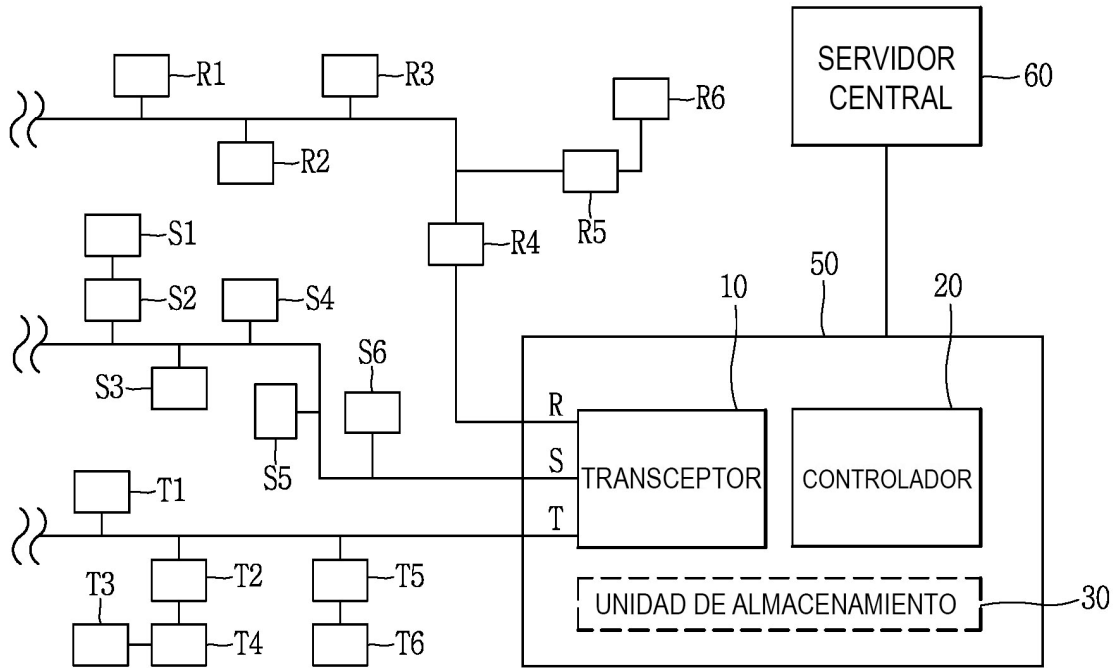 R1
R3
R6
SERVIDOR
CENTRAL
60
R2
R5
S1
R4
S2
S4
10
50
20
S3
S6
S5
R
S
T
TRANSCEPTOR
CONTROLADOR
T1
T2
T5
T3
T4
T6
UNIDAD DE ALMACENAMIENTO
30